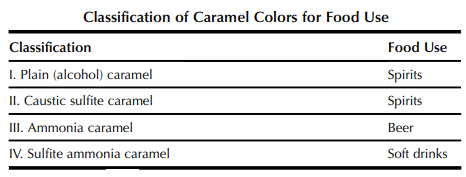 Classification of Caramel Colors for Food Use
Classification Food Use
I. Plain (alcohol) caramel Spirits
II. Caustic sulfite caramel Spirits
III. Ammonia caramel Beer
IV. Sulfite ammonia caramel Soft drinks